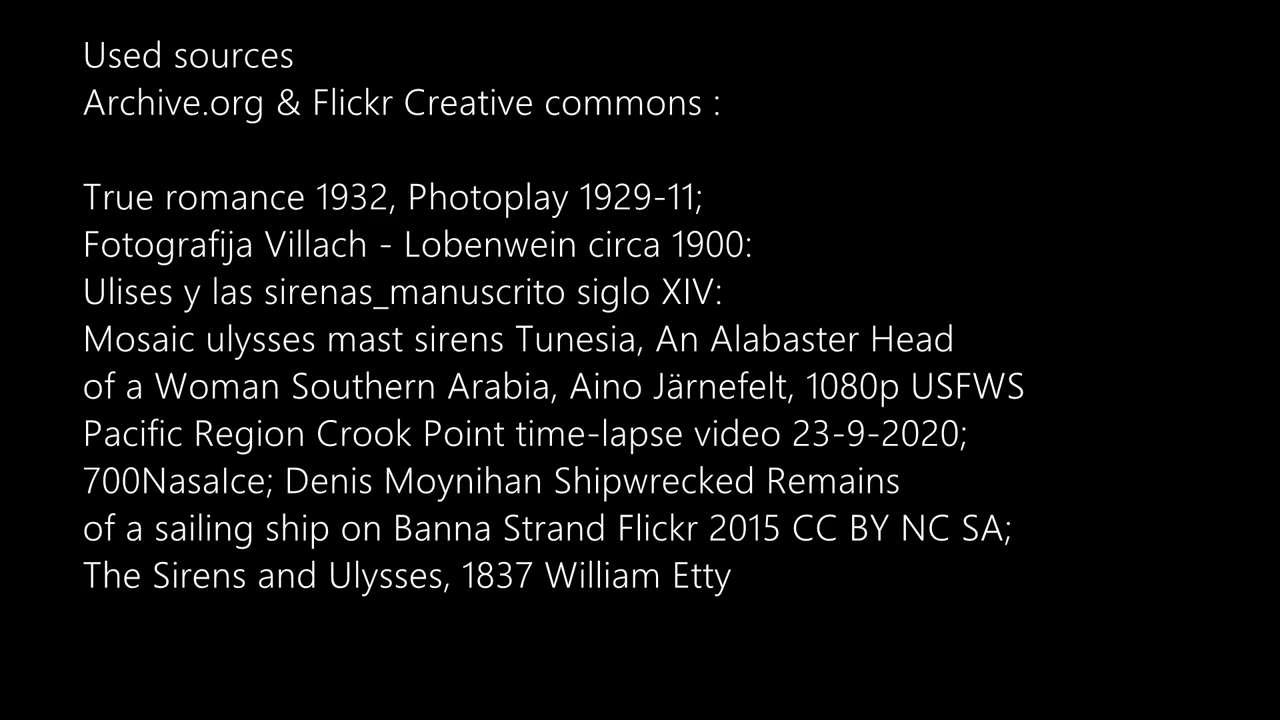 Used sources
Archive.org & Flickr Creative commons :
True romance 1932, Photoplay 1929-11;
Fotografija Villach - Lobenwein circa 1900:
Ulises y las sirenas_manuscrito siglo XIV:
Mosaic ulysses mast sirens Tunesia, An Alabaster Head
of a Woman Southern Arabia, Aino Järnefelt, 1080p USFWS
Pacific Region Crook Point time-lapse video 23-9-2020;
700NasaIce; Denis Moynihan Shipwrecked Remains
of a sailing ship on Banna Strand Flickr 2015 CC BY NC SA;
The Sirens and Ulysses, 1837 William Etty